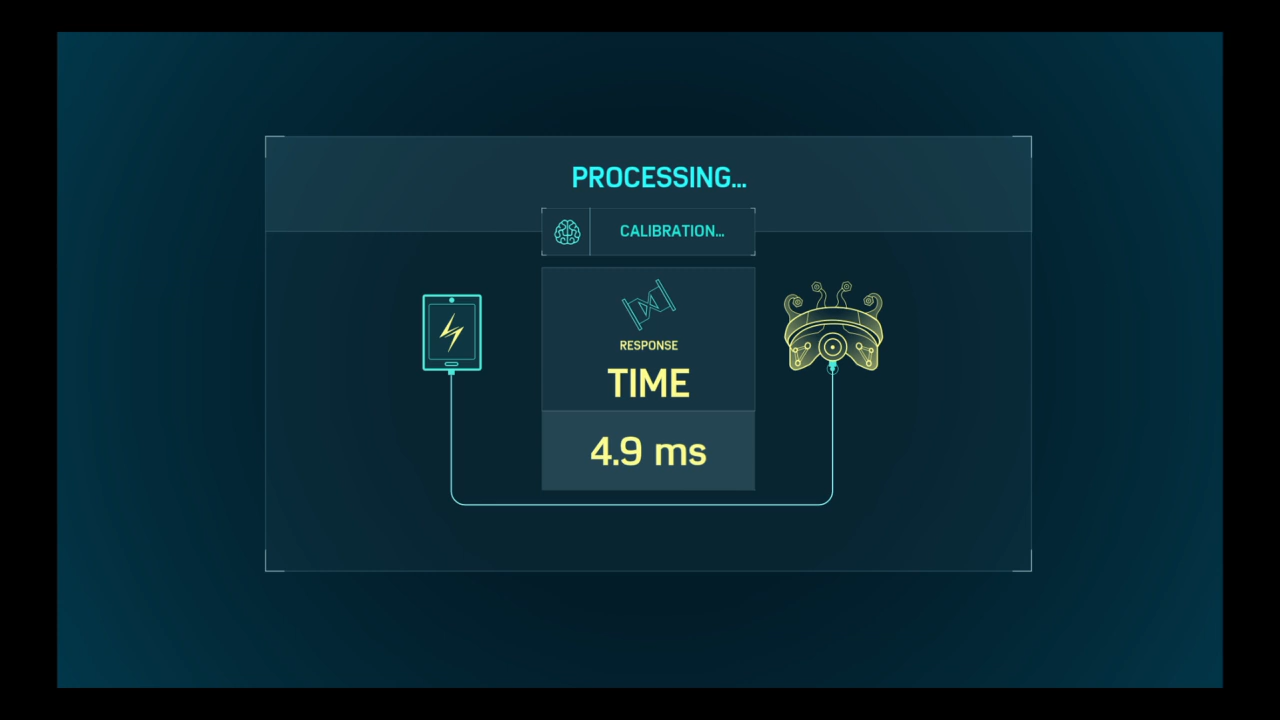 PROCESSING...
CALIBRATION...
RESPONSE
TIME
4.9 ms